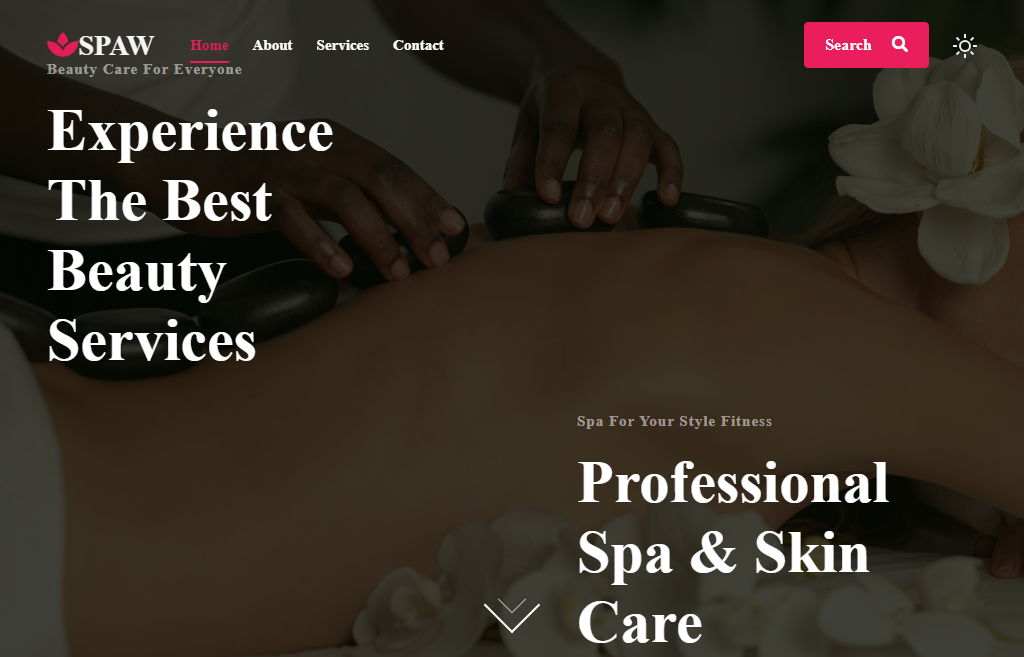 SPAW Home About Services Contact Search
Beauty Care For Everyone
Experience
The Best
Beauty
Services
Spa For Your Style Fitness
Professional
Spa & Skin
Care